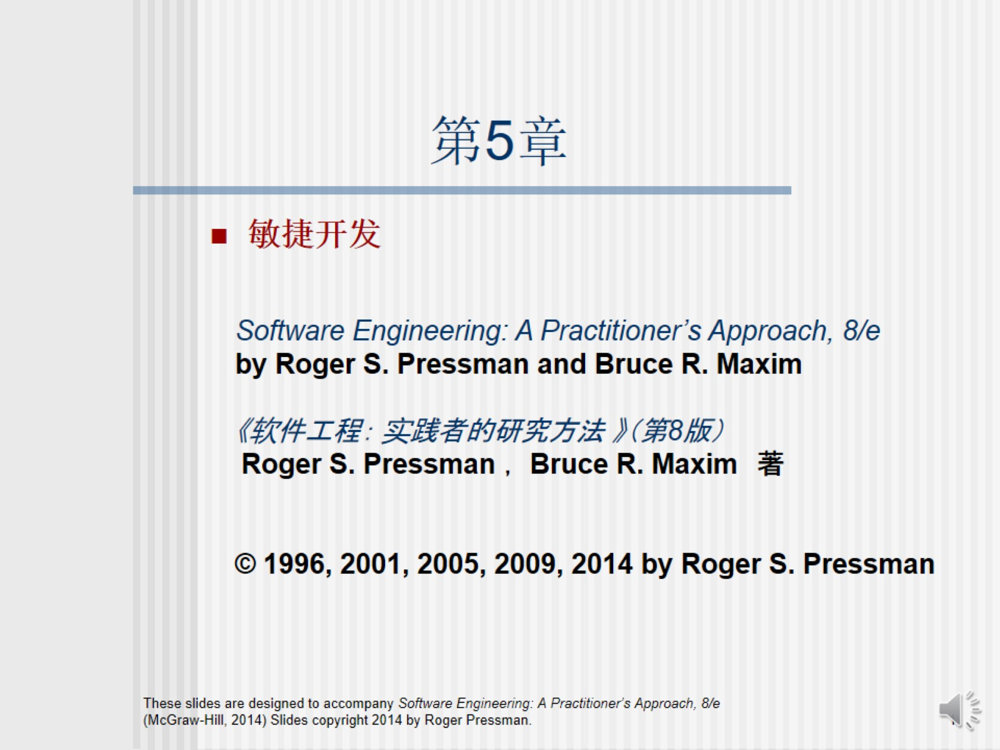 第5章
敏捷开发
Software Engineering: A Practitioner’s Approach, 8/e
by Roger S. Pressman and Bruce R. Maxim
《软件工程：实践者的研究方法 》（第8版）
Roger S. Pressman ，Bruce R. Maxim 著
© 1996, 2001, 2005, 2009, 2014 by Roger S. Pressman
These slides are designed to accompany Software Engineering: A Practitioner’s Approach, 8/e
(McGraw-Hill, 2014) Slides copyright 2014 by Roger Pressman.